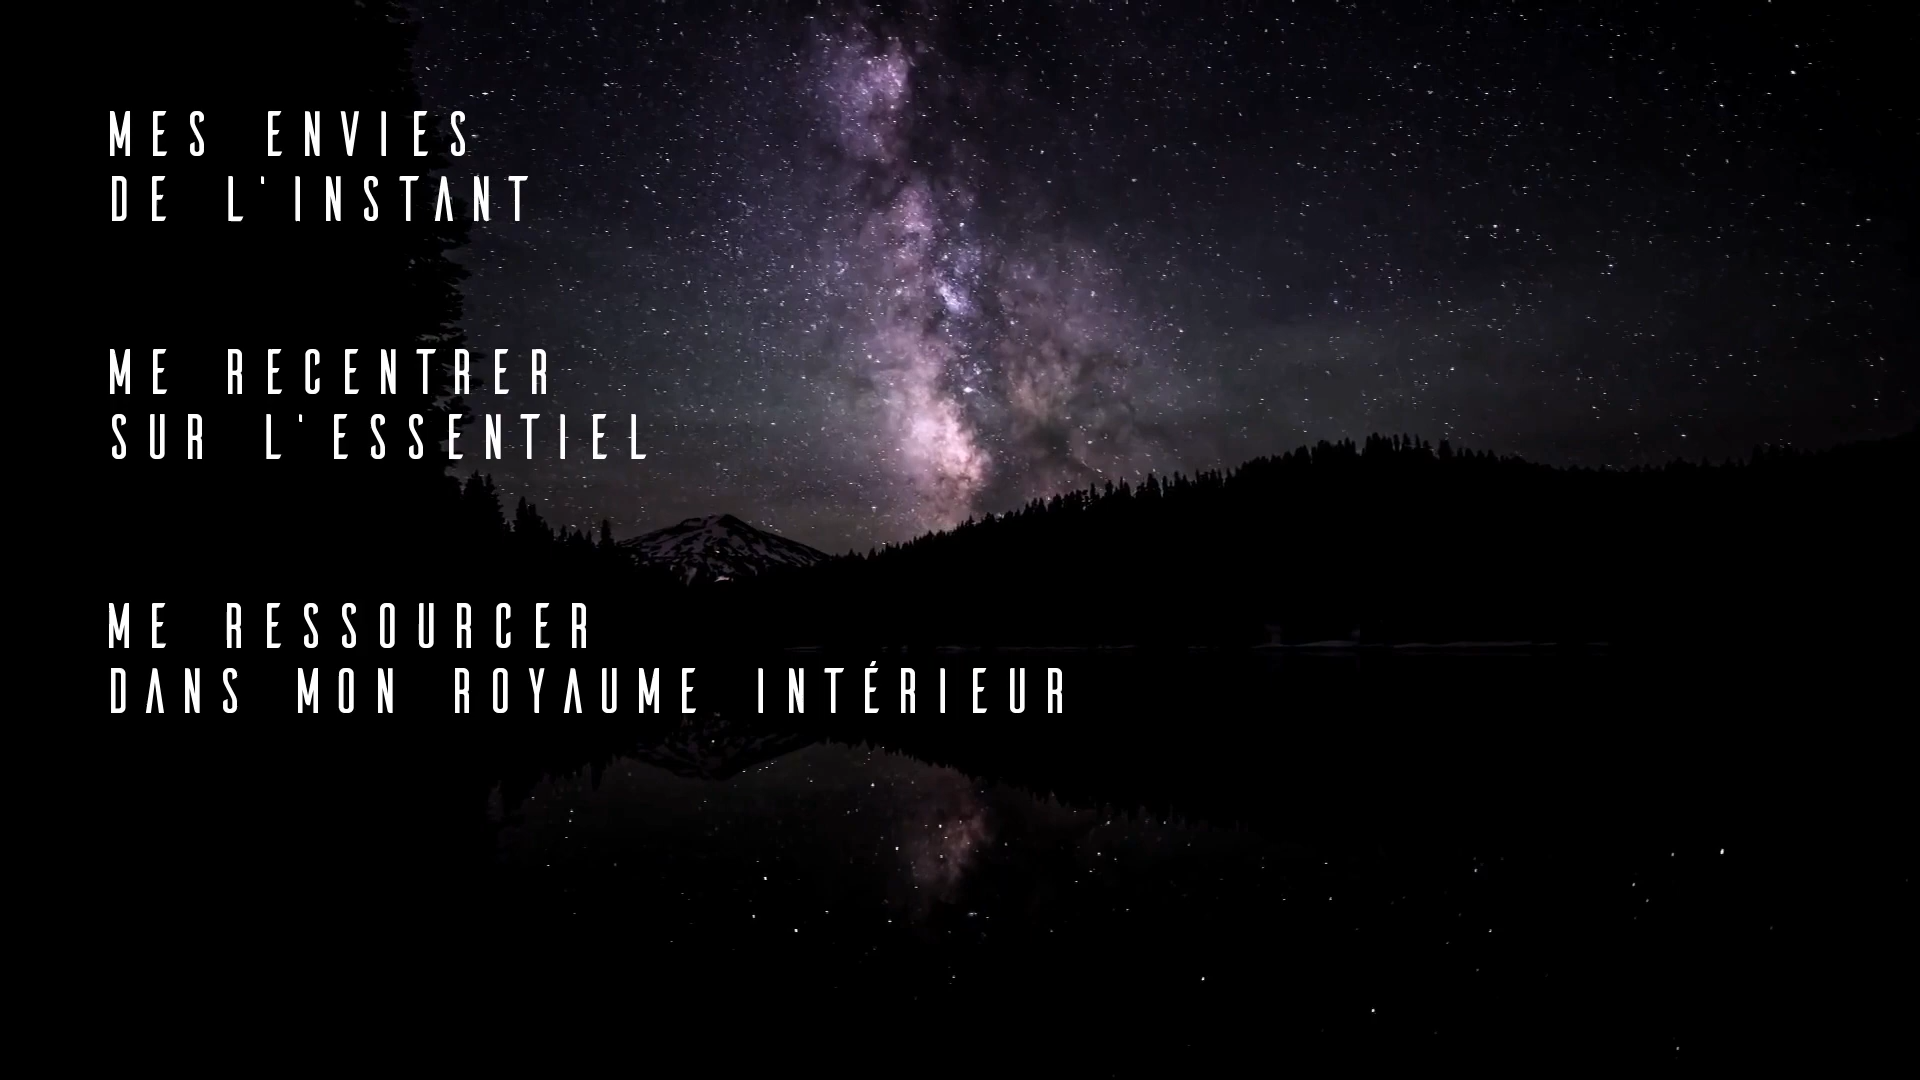 MES ENVIES
DE L'INSTANT
ME RECENTRER
SUR L'ESSENTIEL
ME RESSOURCER
DANS MON ROYAUME INTÉRIEUR